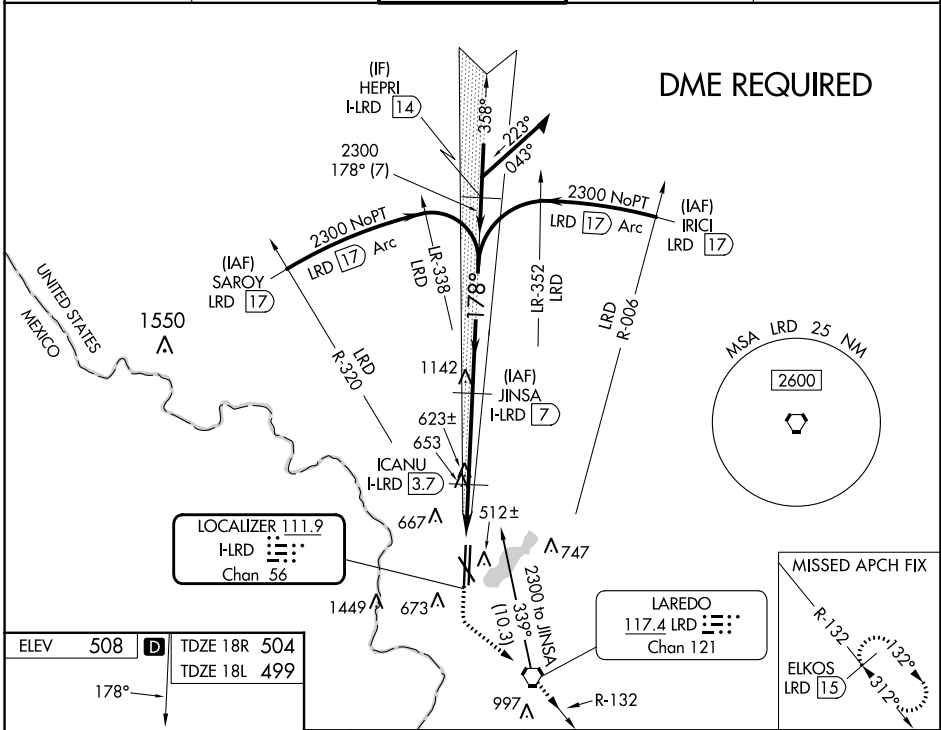 DME REQUIRED
(IF)
HEPRI
I-LRD 14
358°
223°
043°
2300
178° (7)
2300 NoPT
LRD 17 Arc
(IAF)
SAROY
LRD 17
2300 NoPT
LRD 17 Arc
(IAF)
IRICI
LRD 17
LR-338
LRD
178°
LR-352
LRD
LRD
R-006
LRD
R-320
UNITED STATES
MEXICO
1550
1142
(IAF)
JINSA
I-LRD 7
623±
653
ICANU
I-LRD 3.7
667
512±
747
MSA LRD 25 NM
2600
LOCALIZER 111.9
I-LRD
Chan 56
1449
673
2300 to JINSA
339°
(10.3)
LAREDO
117.4 LRD
Chan 121
R-132
997
MISSED APCH FIX
R-132
ELKOS
LRD 15
132°
312°
ELEV 508 D
TDZE 18R 504
TDZE 18L 499
178°